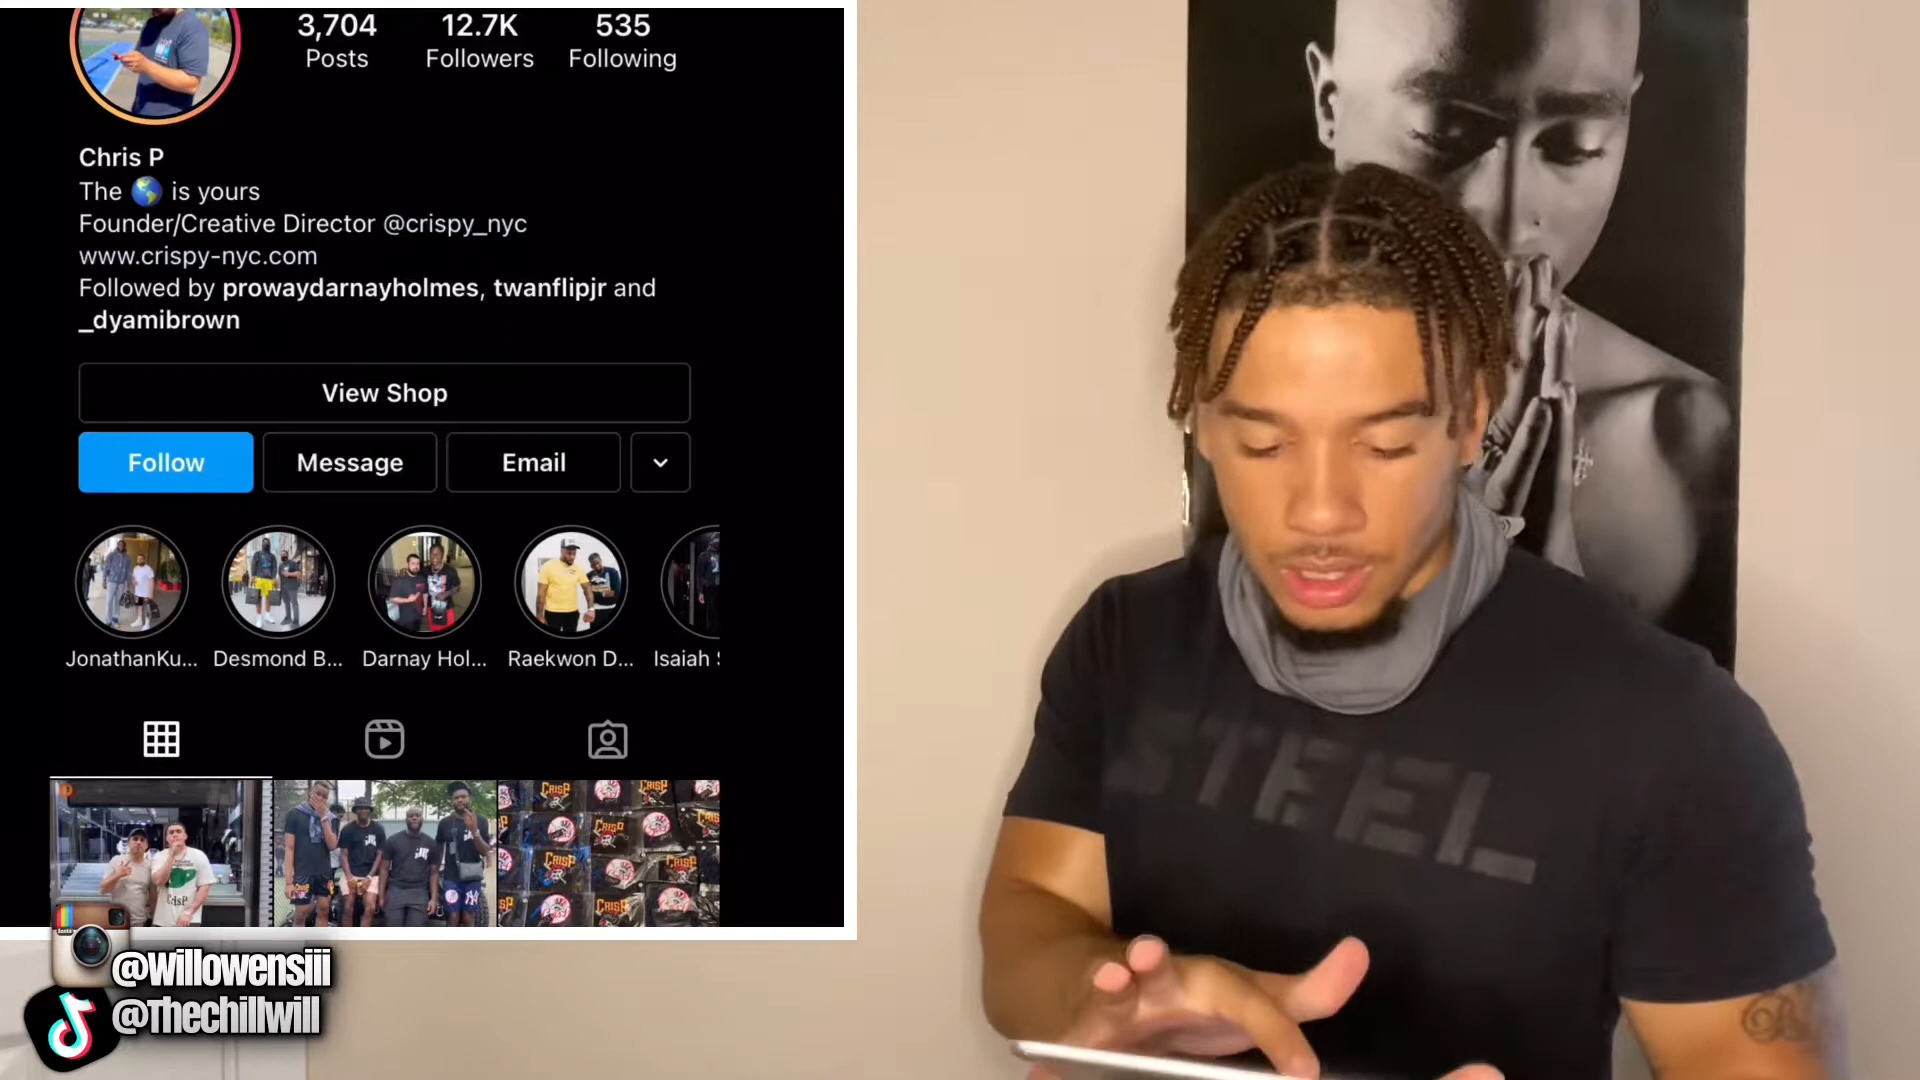 3,704 12.7K 535
Posts Followers Following
Chris P
The 🌎 is yours
Founder/Creative Director @crispy_nyc
www.crispy-nyc.com
Followed by prowaydarnayholmes, twanflipjr and
_dyamibrown
View Shop
Follow Message Email
JonathanKu... Desmond B... Darnay Hol... Raekwon D... Isaiah
STEEL
@willowensiii
@Thechillwill